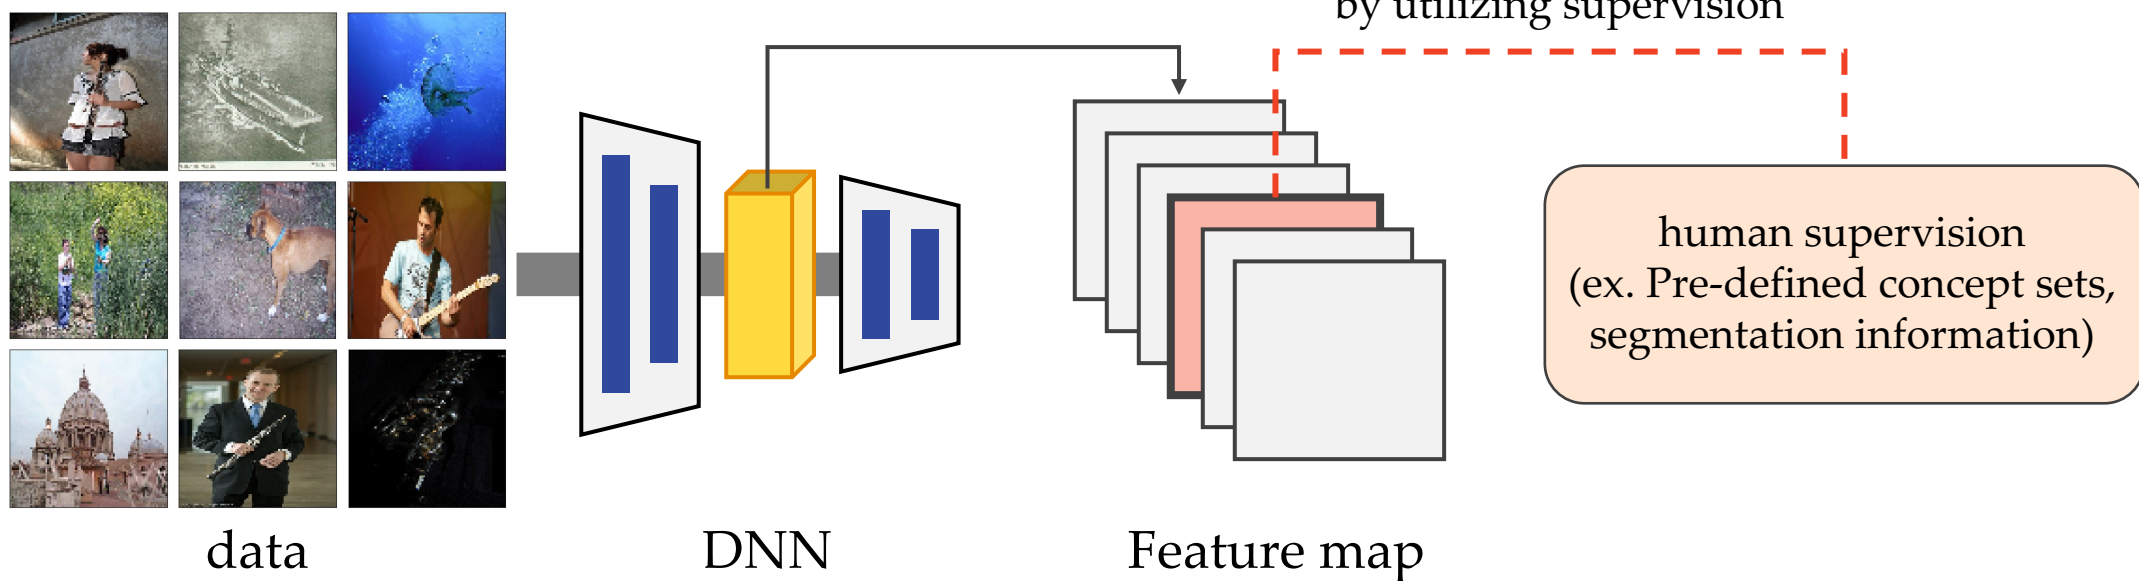 by utilizing supervision
human supervision
(ex. Pre-defined concept sets,
segmentation information)
data
DNN
Feature map